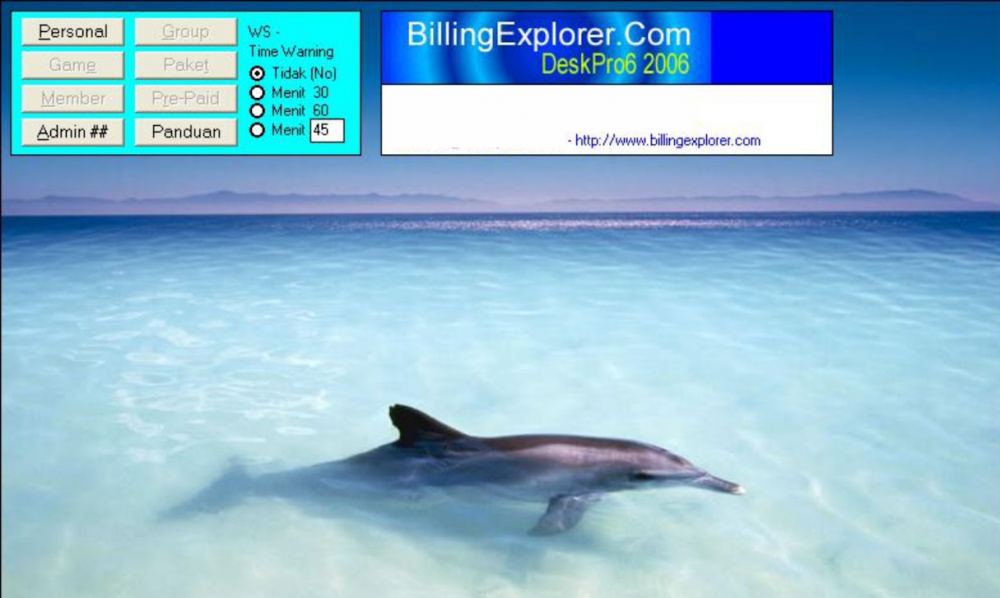 Personal
Group
Game
Paket
Member
Pre-Paid
Admin ##
Panduan
WS -
Time Warning
Tidak (No)
Menit 30
Menit 60
Menit 45
BillingExplorer.Com
DeskPro6 2006
- http://www.billingexplorer.com